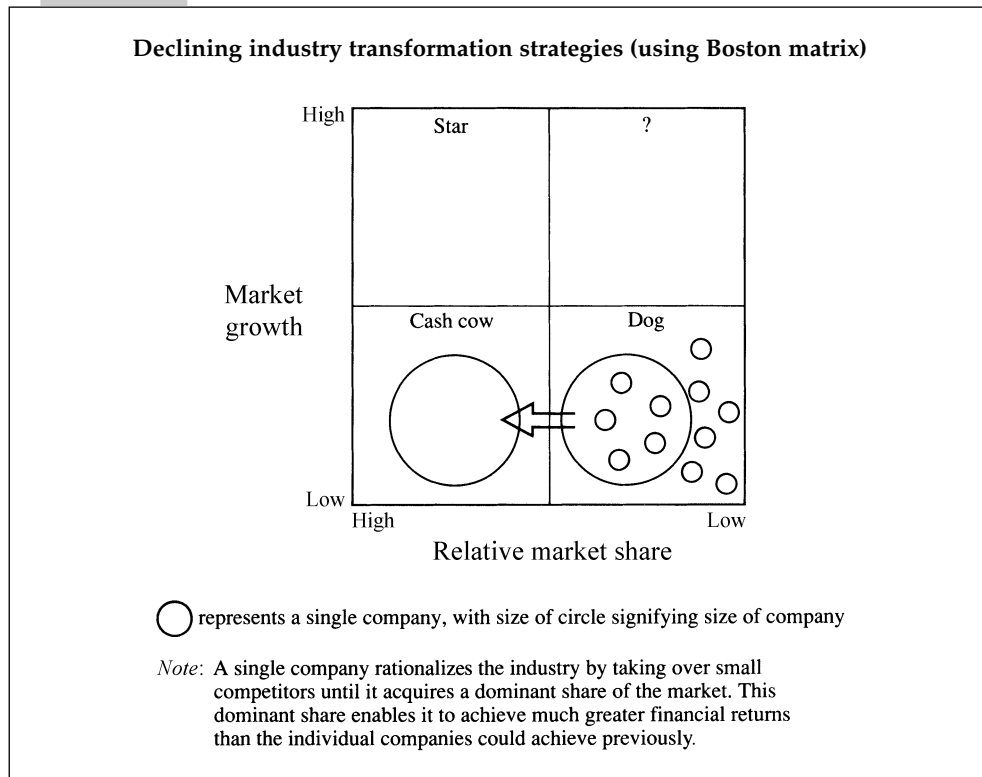 Declining industry transformation strategies (using Boston matrix)
High
Star
?
Market
growth
Cash cow
Dog
Low
High
Low
Relative market share
represents a single company, with size of circle signifying size of company
Note: A single company rationalizes the industry by taking over small
competitors until it acquires a dominant share of the market. This
dominant share enables it to achieve much greater financial returns
than the individual companies could achieve previously.